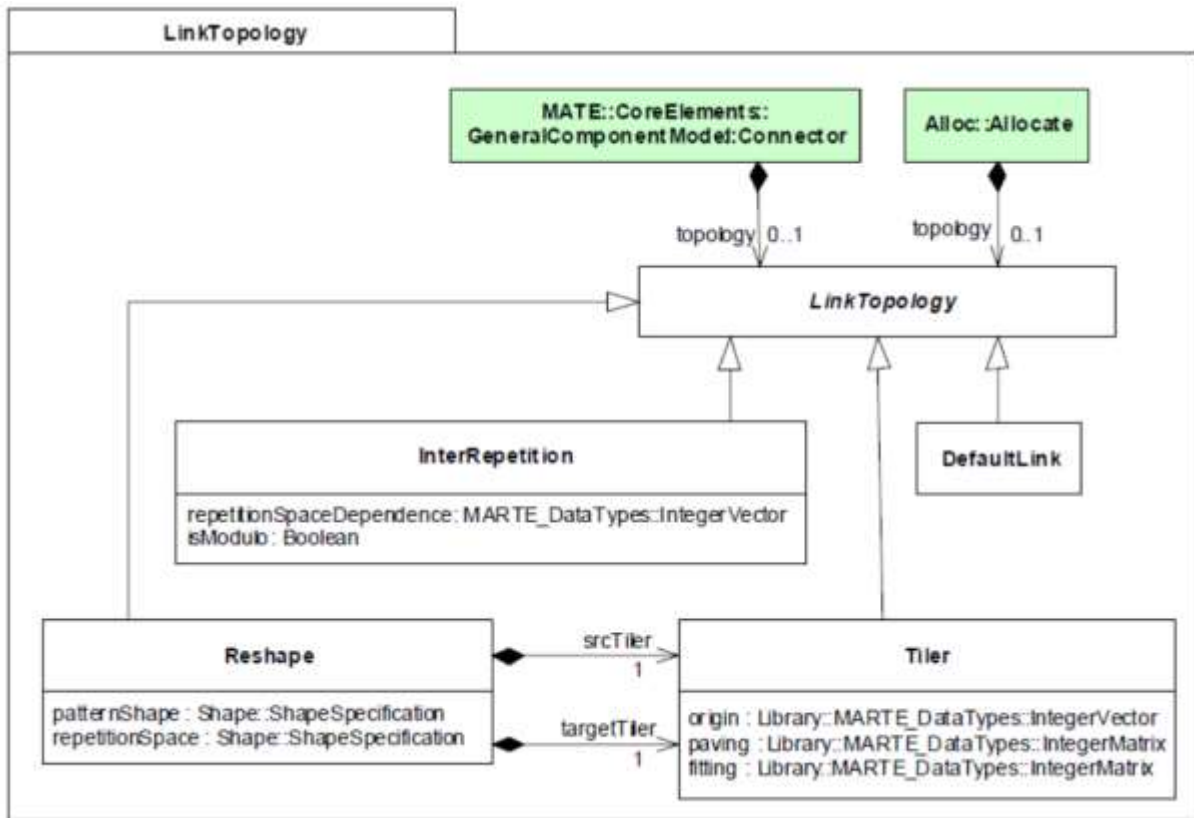 LinkTopology
MATE::CoreElements::
GeneralComponentModel:Connector
Alloc::Allocate
topology 0..1
topology 0..1
LinkTopology
InterRepetition
repetitionSpaceDependence: MARTE_DataTypes::IntegerVector
isModulo : Boolean
DefaultLink
Reshape
patternShape : Shape::ShapeSpecification
repetitionSpace : Shape::ShapeSpecification
srcTiler
1
targetTiler
1
Tiler
origin : Library::MARTE_DataTypes::IntegerVector
paving : Library::MARTE_DataTypes::IntegerMatrix
fitting : Library::MARTE_DataTypes::IntegerMatrix